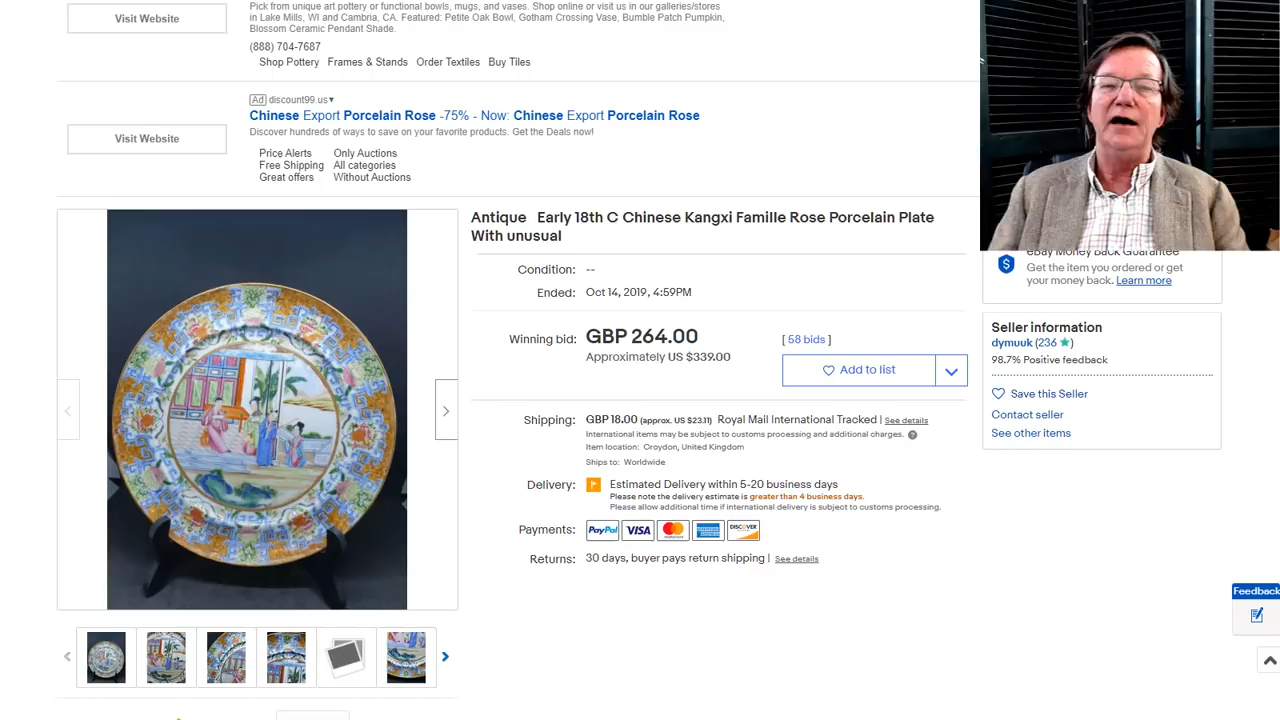 Visit Website
Pick from unique art pottery or functional bowls, mugs, and vases. Shop online or visit us in our galleries/stores
in Lake Mills, WI and Cambria, CA. Featured: Petite Oak Bowl, Gotham Crossing Vase, Bumble Patch Pumpkin,
Blossom Ceramic Pendant Shade.
(888) 704-7687
Shop Pottery Frames & Stands Order Textiles Buy Tiles
Ad discount99.us▾
Chinese Export Porcelain Rose -75% - Now: Chinese Export Porcelain Rose
Visit Website
Discover hundreds of ways to save on your favorite products. Get the Deals now!
Price Alerts Only Auctions
Free Shipping All categories
Great offers Without Auctions
Antique Early 18th C Chinese Kangxi Famille Rose Porcelain Plate
With unusual
Condition: --
Ended: Oct 14, 2019, 4:59PM
Winning bid: GBP 264.00 [ 58 bids ]
Approximately US $339.00
Add to list
Shipping: GBP 18.00 (approx. US $23.11) Royal Mail International Tracked | See details
International items may be subject to customs processing and additional charges. ?
Item location: Croydon, United Kingdom
Ships to: Worldwide
Delivery: Estimated Delivery within 5-20 business days
Please note the delivery estimate is greater than 4 business days.
Please allow additional time if international delivery is subject to customs processing.
Payments: PayPal VISA MasterCard AMERICAN EXPRESS DISCOVER
Returns: 30 days, buyer pays return shipping | See details
eBay Money Back Guarantee
Get the item you ordered or get
your money back. Learn more
Seller information
dymuuk (236 ★)
98.7% Positive feedback
Save this Seller
Contact seller
See other items
Feedback